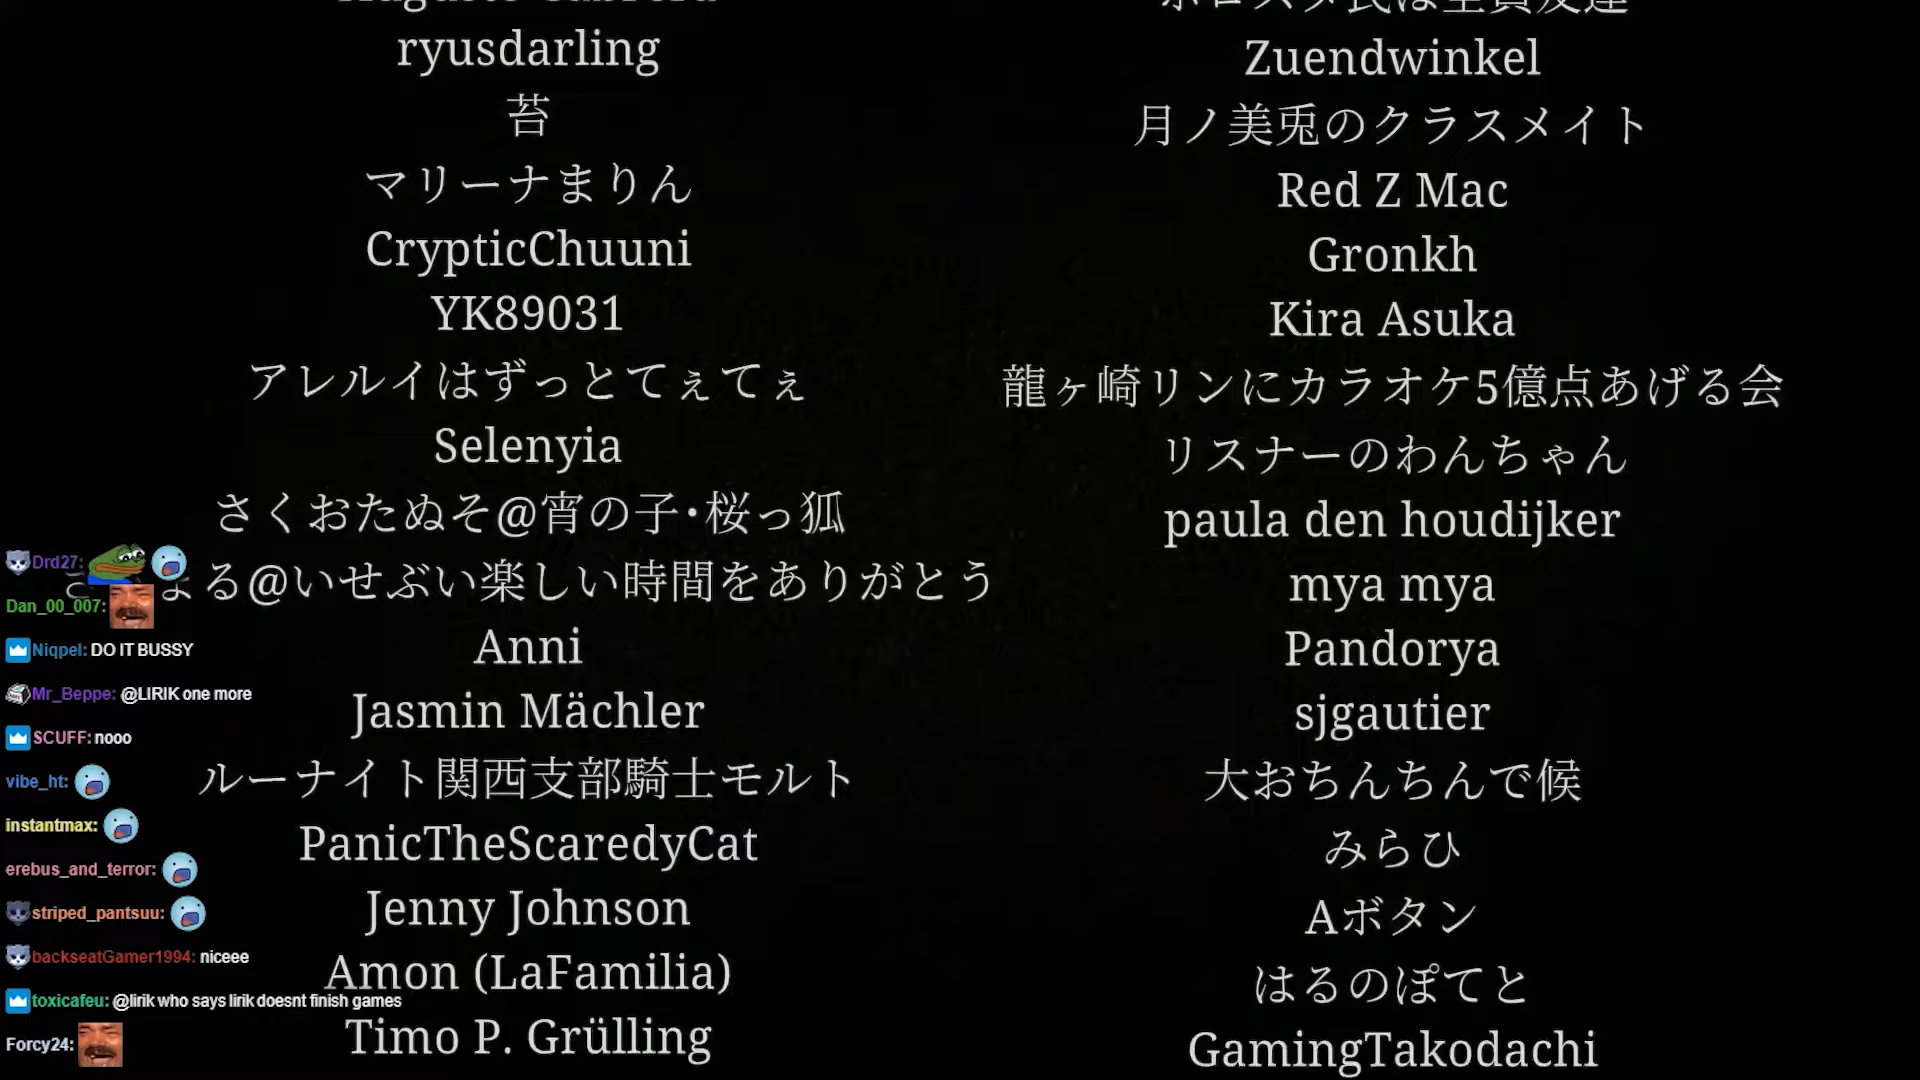 ryusdarling
苔
マリーナまりん
CrypticChuuni
YK89031
アレルイはずっとてぇてぇ
Selenyia
さくおたぬそ@宵の子・桜っ狐
る@いせぶい楽しい時間をありがとう
Anni
Jasmin Mächler
ルーナイト関西支部騎士モルト
PanicTheScaredyCat
Jenny Johnson
Amon (LaFamilia)
Timo P. Grülling
Zuendwinkel
月ノ美兎のクラスメイト
Red Z Mac
Gronkh
Kira Asuka
龍ヶ崎リンにカラオケ5億点あげる会
リスナーのわんちゃん
paula den houdijker
mya mya
Pandorya
sjgautier
大おちんちんで候
みらひ
Aボタン
はるのぽてと
GamingTakodachi
Drd27:
Dan_00_007:
Niqpel: DO IT BUSSY
Mr_Beppe: @LIRIK one more
SCUFF: nooo
vibe_ht:
instantmax:
erebus_and_terror:
striped_pantsuu:
backseatGamer1994: niceee
toxicafeu: @lirik who says lirik doesnt finish games
Forcy24: